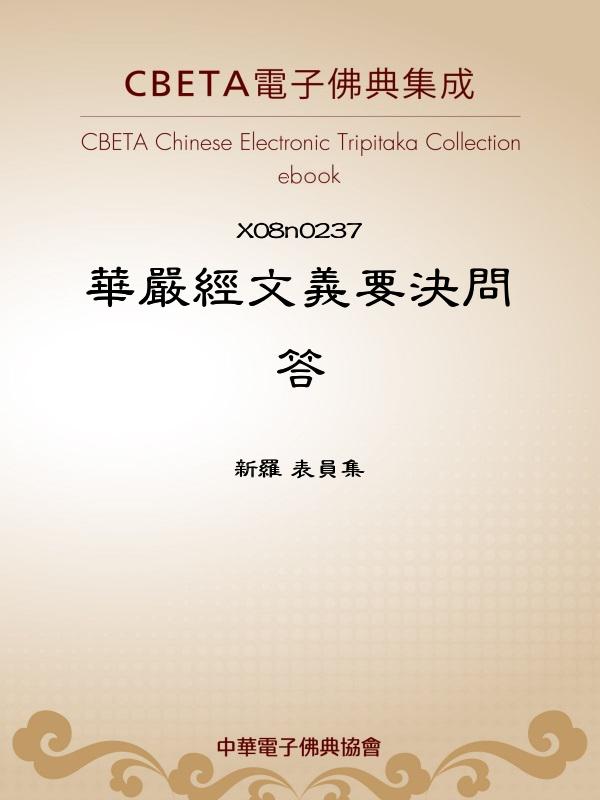 CBETA電子佛典集成
CBETA Chinese Electronic Tripitaka Collection
ebook
X08n0237
華嚴經文義要決問
答
新羅 表員集
中華電子佛典協會